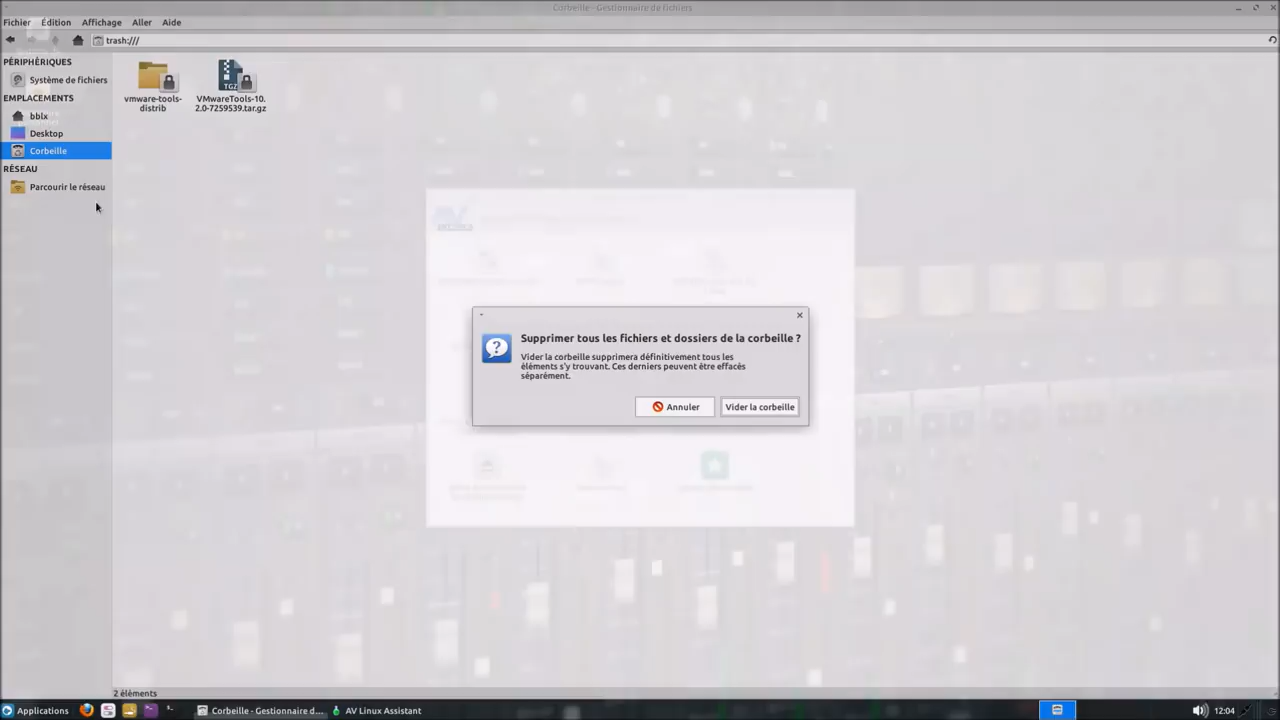 Corbeille - Gestionnaire de fichiers
Fichier Édition Affichage Aller Aide
trash:///
PÉRIPHÉRIQUES
Système de fichiers
EMPLACEMENTS
bblx
Desktop
Corbeille
RÉSEAU
Parcourir le réseau
vmware-tools-
distrib
TGZ
VMwareTools-10.
2.0-7259539.tar.gz
Supprimer tous les fichiers et dossiers de la corbeille ?
Vider la corbeille supprimera définitivement tous les
éléments s'y trouvant. Ces derniers peuvent être effacés
séparément.
Annuler Vider la corbeille
2 éléments
Applications Corbeille - Gestionnaire d... AV Linux Assistant 12:04